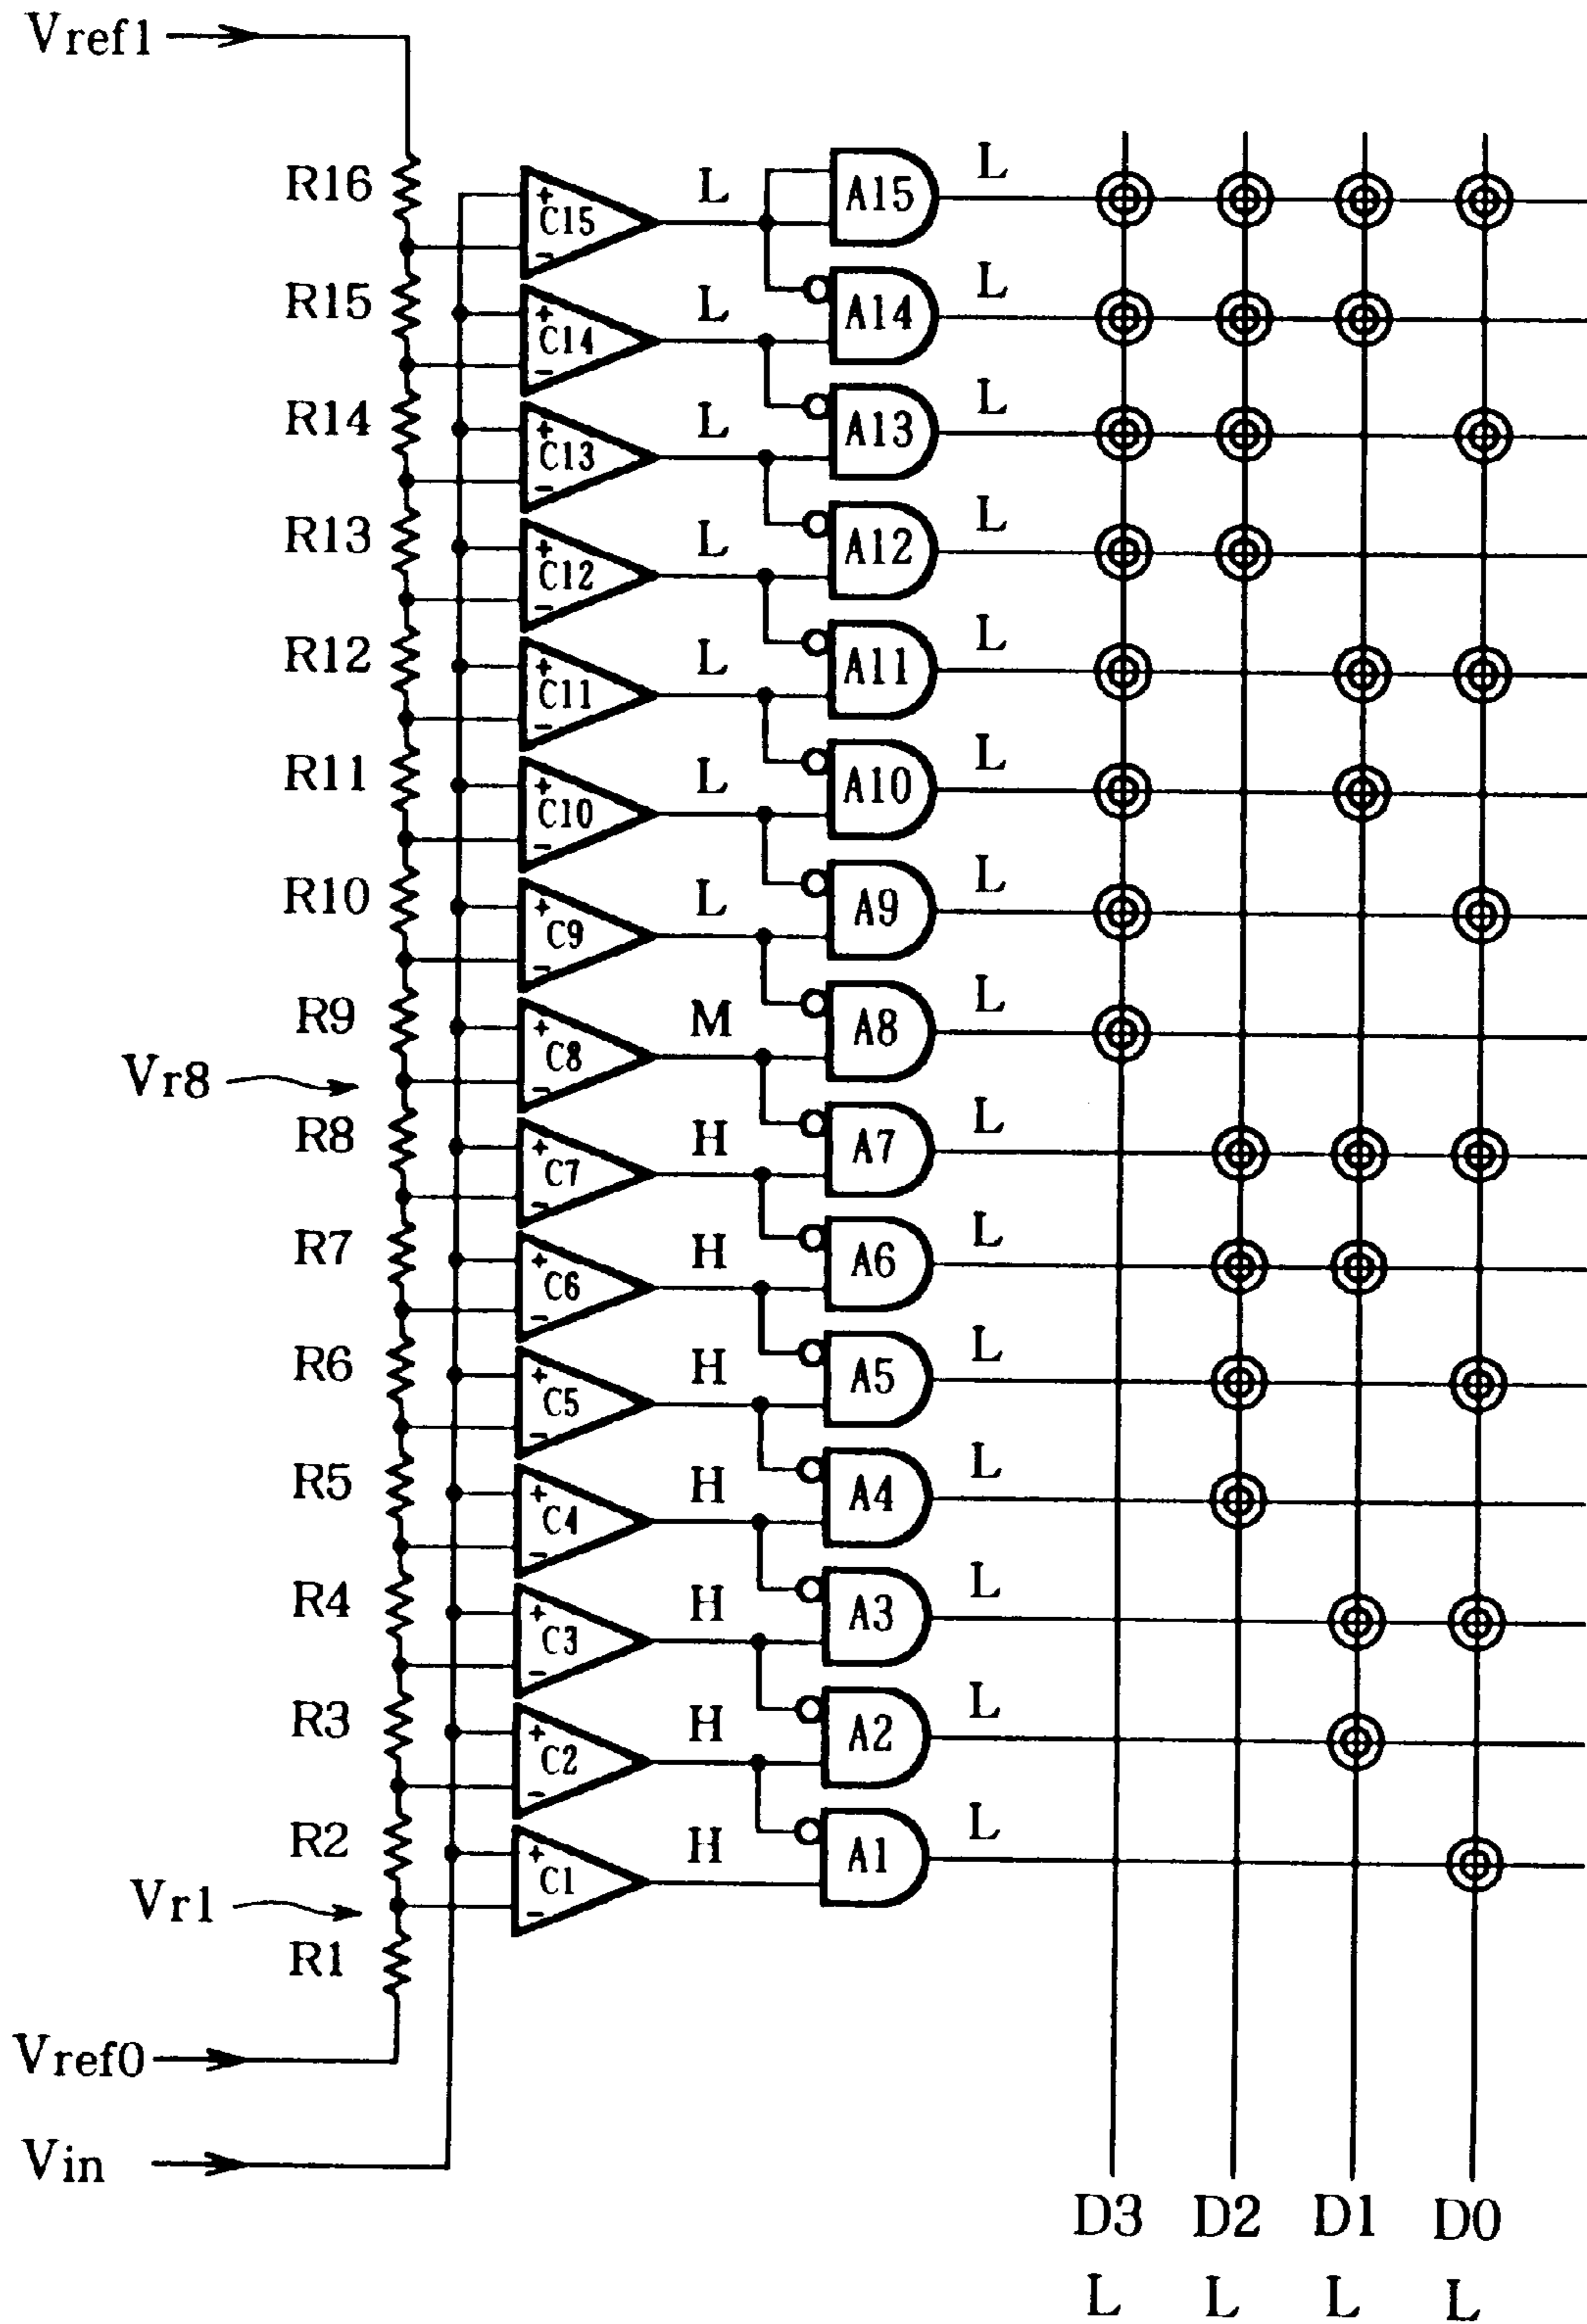 Vref1
R16 + C15 - L A15 L
R15 + C14 - L A14 L
R14 + C13 - L A13 L
R13 + C12 - L A12 L
R12 + C11 - L A11 L
R11 + C10 - L A10 L
R10 + C9 - L A9 L
R9 + C8 - M A8 L
Vr8
R8 + C7 - H A7 L
R7 + C6 - H A6 L
R6 + C5 - H A5 L
R5 + C4 - H A4 L
R4 + C3 - H A3 L
R3 + C2 - H A2 L
R2 + C1 - H A1 L
Vr1
R1
Vref0
Vin
D3 D2 D1 D0
L L L L